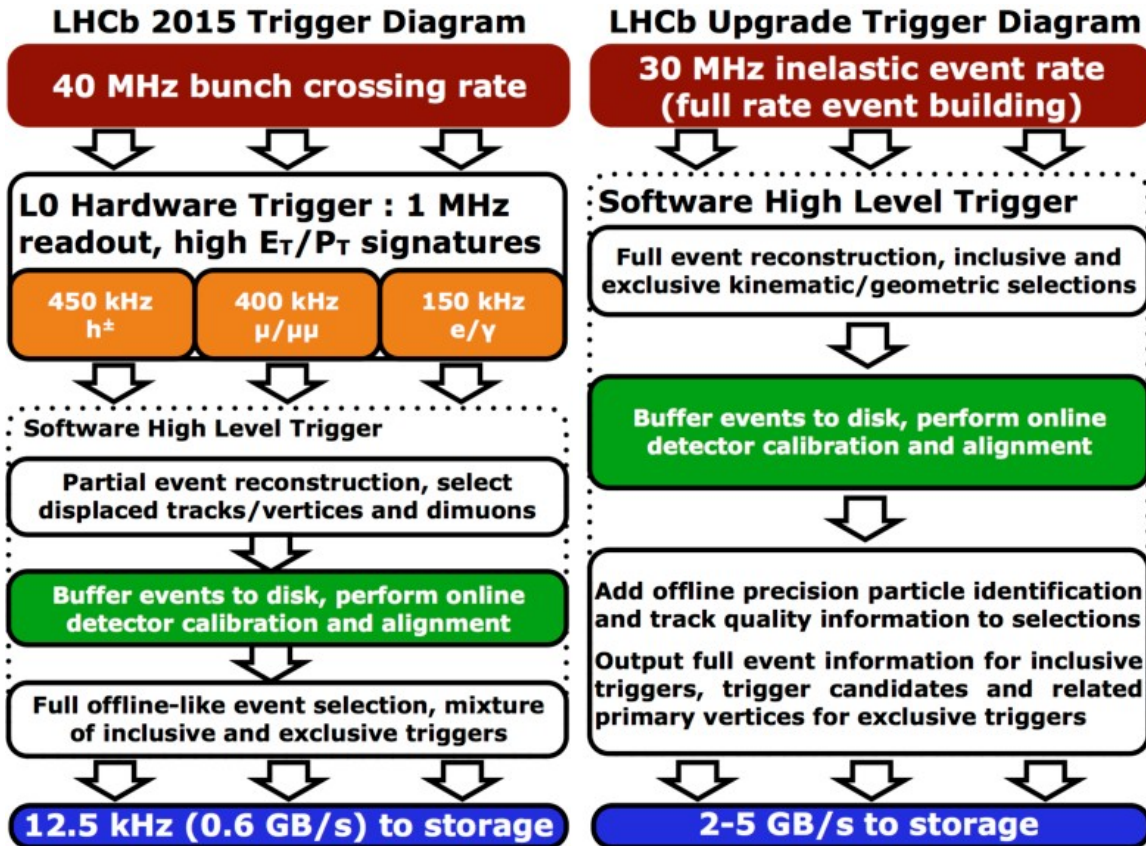 LHCb 2015 Trigger Diagram
40 MHz bunch crossing rate
L0 Hardware Trigger : 1 MHz
readout, high E_T/P_T signatures
450 kHz
h±
400 kHz
μ/μμ
150 kHz
e/γ
Software High Level Trigger
Partial event reconstruction, select
displaced tracks/vertices and dimuons
Buffer events to disk, perform online
detector calibration and alignment
Full offline-like event selection, mixture
of inclusive and exclusive triggers
12.5 kHz (0.6 GB/s) to storage
LHCb Upgrade Trigger Diagram
30 MHz inelastic event rate
(full rate event building)
Software High Level Trigger
Full event reconstruction, inclusive and
exclusive kinematic/geometric selections
Buffer events to disk, perform online
detector calibration and alignment
Add offline precision particle identification
and track quality information to selections
Output full event information for inclusive
triggers, trigger candidates and related
primary vertices for exclusive triggers
2-5 GB/s to storage